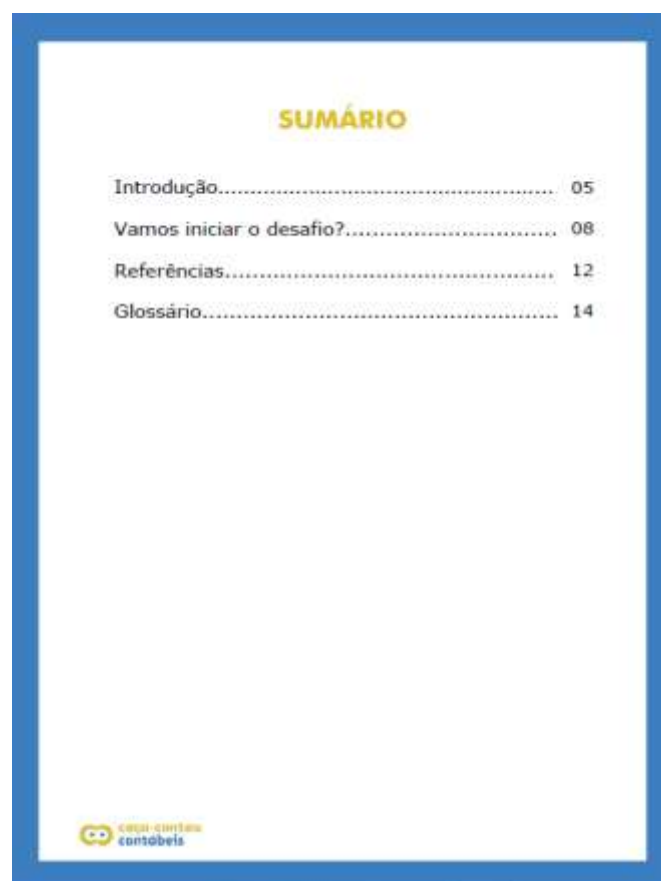 SUMÁRIO
Introdução................................................. 05
Vamos iniciar o desafio?............................... 08
Referências................................................ 12
Glossário.................................................... 14
caça-contas
contábeis